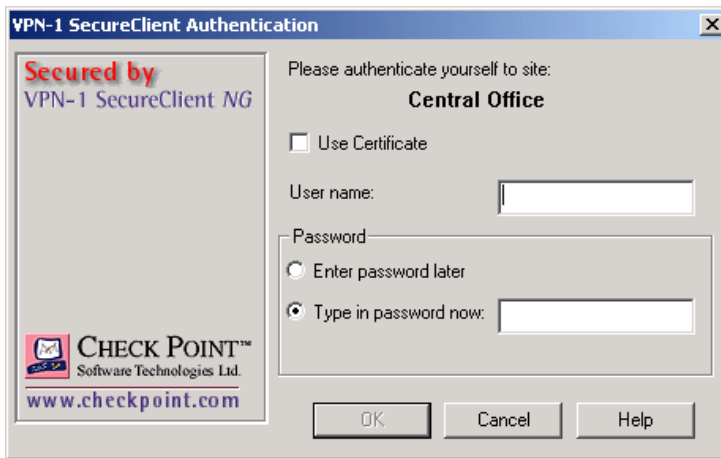 VPN-1 SecureClient Authentication
Secured by
VPN-1 SecureClient NG
CHECK POINT™
Software Technologies Ltd.
www.checkpoint.com
Please authenticate yourself to site:
Central Office
Use Certificate
User name:
Password
Enter password later
Type in password now:
OK
Cancel
Help